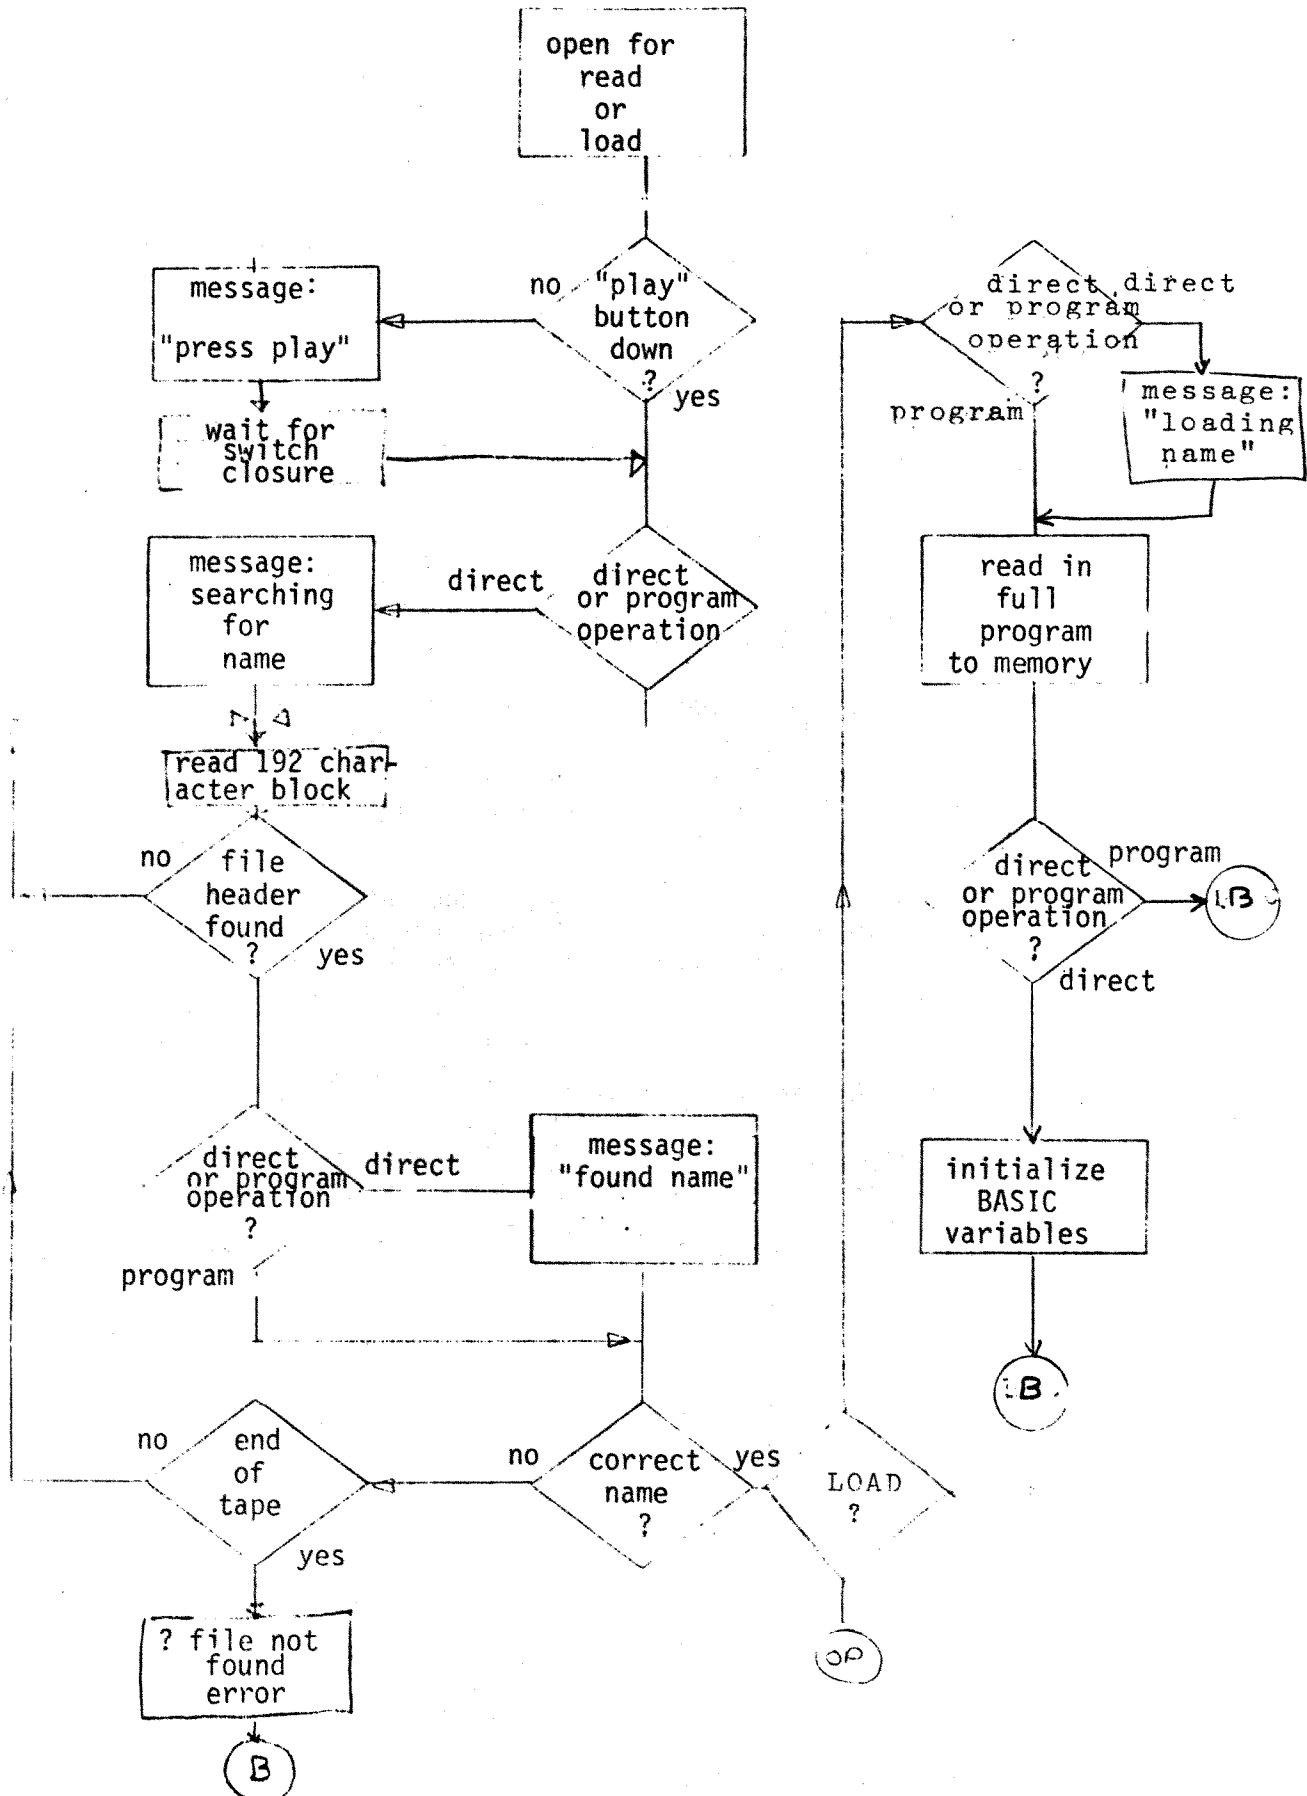 open for
read
or
load
no
"play"
button
down
?
yes
message:
"press play"
wait for
switch
closure
direct
or program
operation
direct
message:
searching
for
name
read 192 char-
acter block
no
file
header
found
?
yes
direct
or program
operation
?
direct
program
message:
"found name"
correct
name
?
no
yes
end
of
tape
no
yes
? file not
found
error
B
LOAD
?
OP
direct
or program
operation
?
direct
program
message:
"loading
name"
read in
full
program
to memory
direct
or program
operation
?
program
B
direct
initialize
BASIC
variables
B